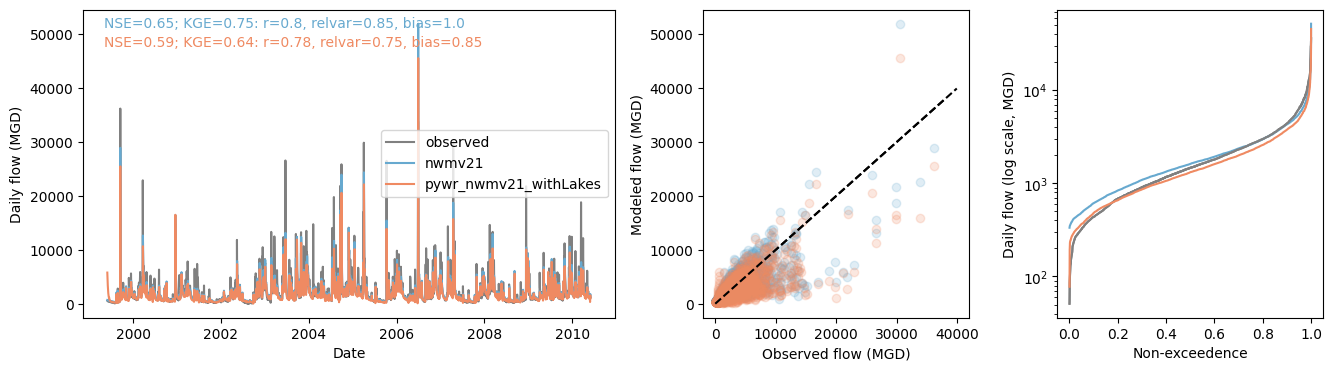 NSE=0.65; KGE=0.75: r=0.8, relvar=0.85, bias=1.0
NSE=0.59; KGE=0.64: r=0.78, relvar=0.75, bias=0.85
Daily flow (MGD)
50000
40000
30000
20000
10000
0
observed
nwmv21
pywr_nwmv21_withLakes
2000
2002
2004
2006
2008
2010
Date
Modeled flow (MGD)
50000
40000
30000
20000
10000
0
0
10000
20000
30000
40000
Observed flow (MGD)
Daily flow (log scale, MGD)
10⁴
10³
10²
0.0
0.2
0.4
0.6
0.8
1.0
Non-exceedence